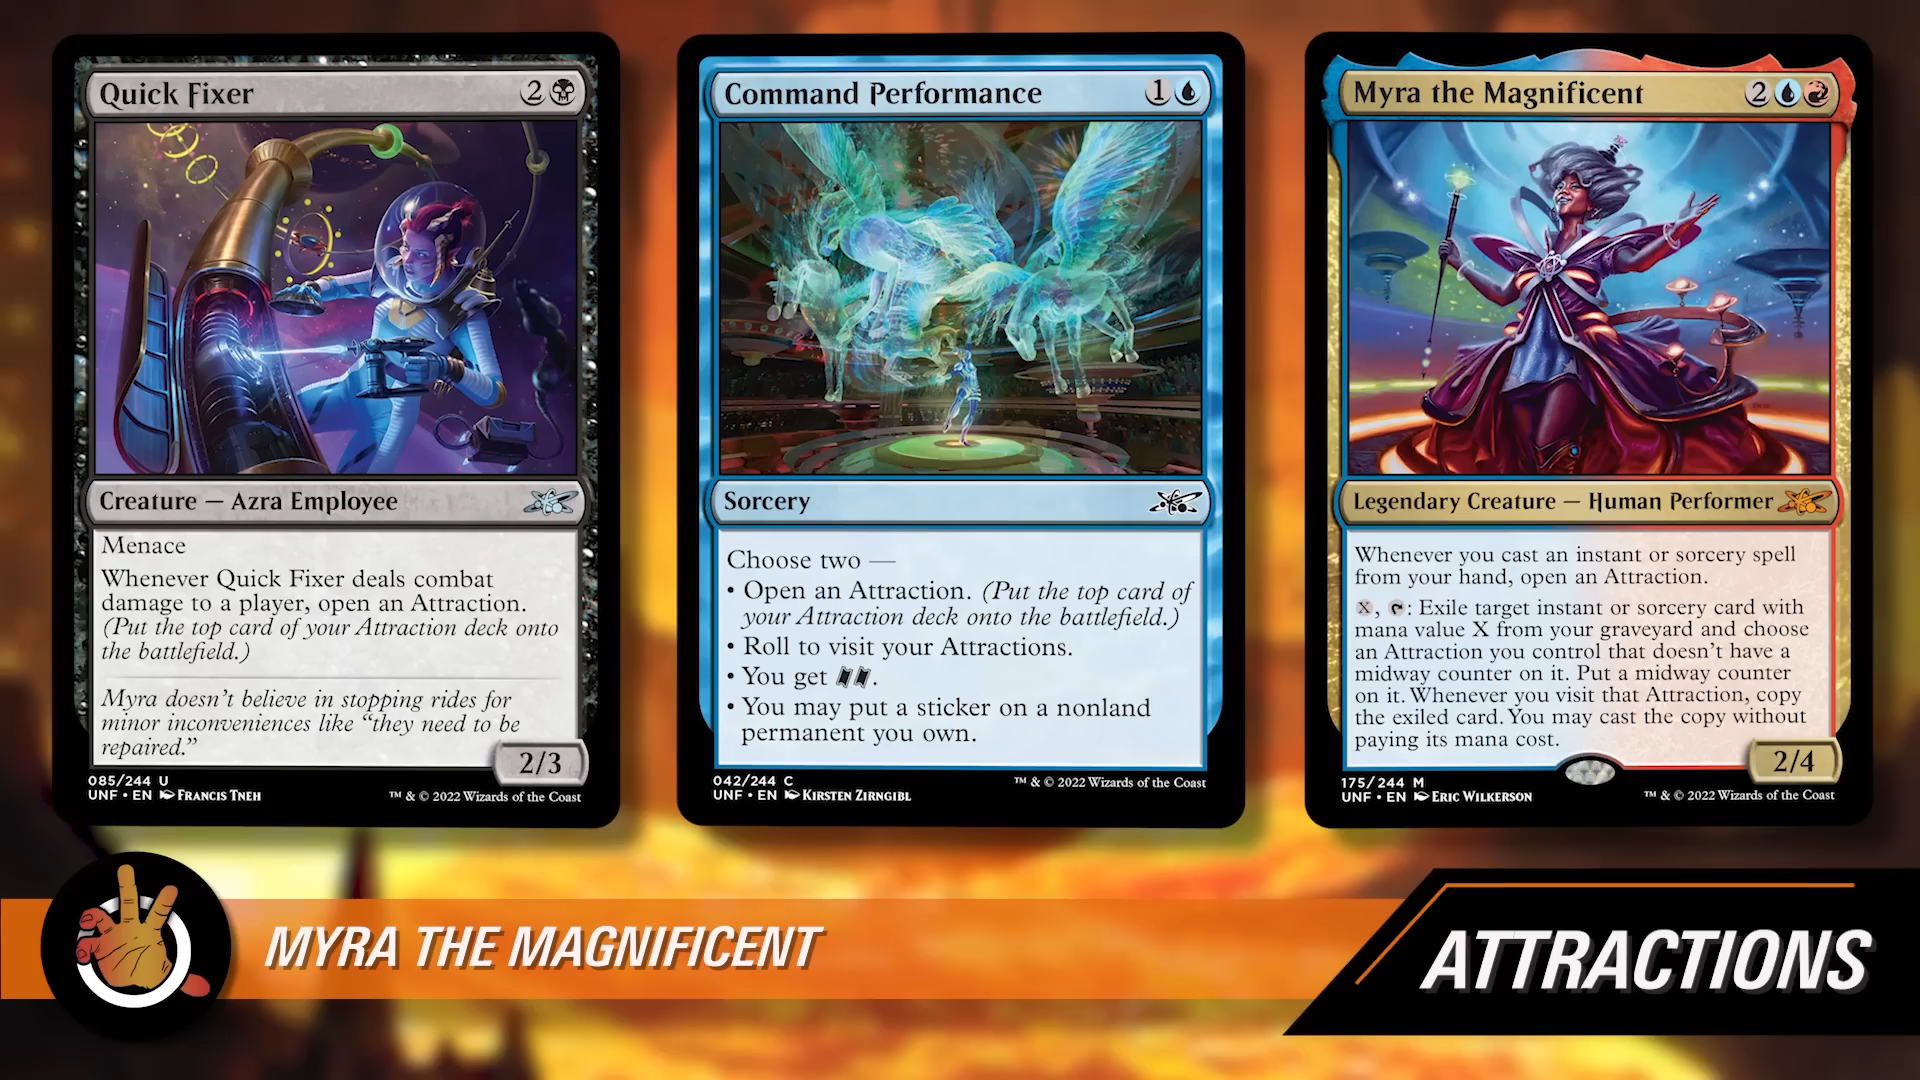 Quick Fixer
2
Creature — Azra Employee
Menace
Whenever Quick Fixer deals combat
damage to a player, open an Attraction.
(Put the top card of your Attraction deck onto
the battlefield.)
Myra doesn't believe in stopping rides for
minor inconveniences like “they need to be
repaired.”
2/3
085/244 U
UNF • EN FRANCIS TNEH
™ & © 2022 Wizards of the Coast
Command Performance
1
Sorcery
Choose two —
• Open an Attraction. (Put the top card of
your Attraction deck onto the battlefield.)
• Roll to visit your Attractions.
• You get .
• You may put a sticker on a nonland
permanent you own.
042/244 C
UNF • EN KIRSTEN ZIRNGIBL
™ & © 2022 Wizards of the Coast
Myra the Magnificent
2
Legendary Creature — Human Performer
Whenever you cast an instant or sorcery spell
from your hand, open an Attraction.
X, : Exile target instant or sorcery card with
mana value X from your graveyard and choose
an Attraction you control that doesn't have a
midway counter on it. Put a midway counter
on it. Whenever you visit that Attraction, copy
the exiled card. You may cast the copy without
paying its mana cost.
2/4
175/244 M
UNF • EN ERIC WILKERSON
™ & © 2022 Wizards of the Coast
MYRA THE MAGNIFICENT
ATTRACTIONS